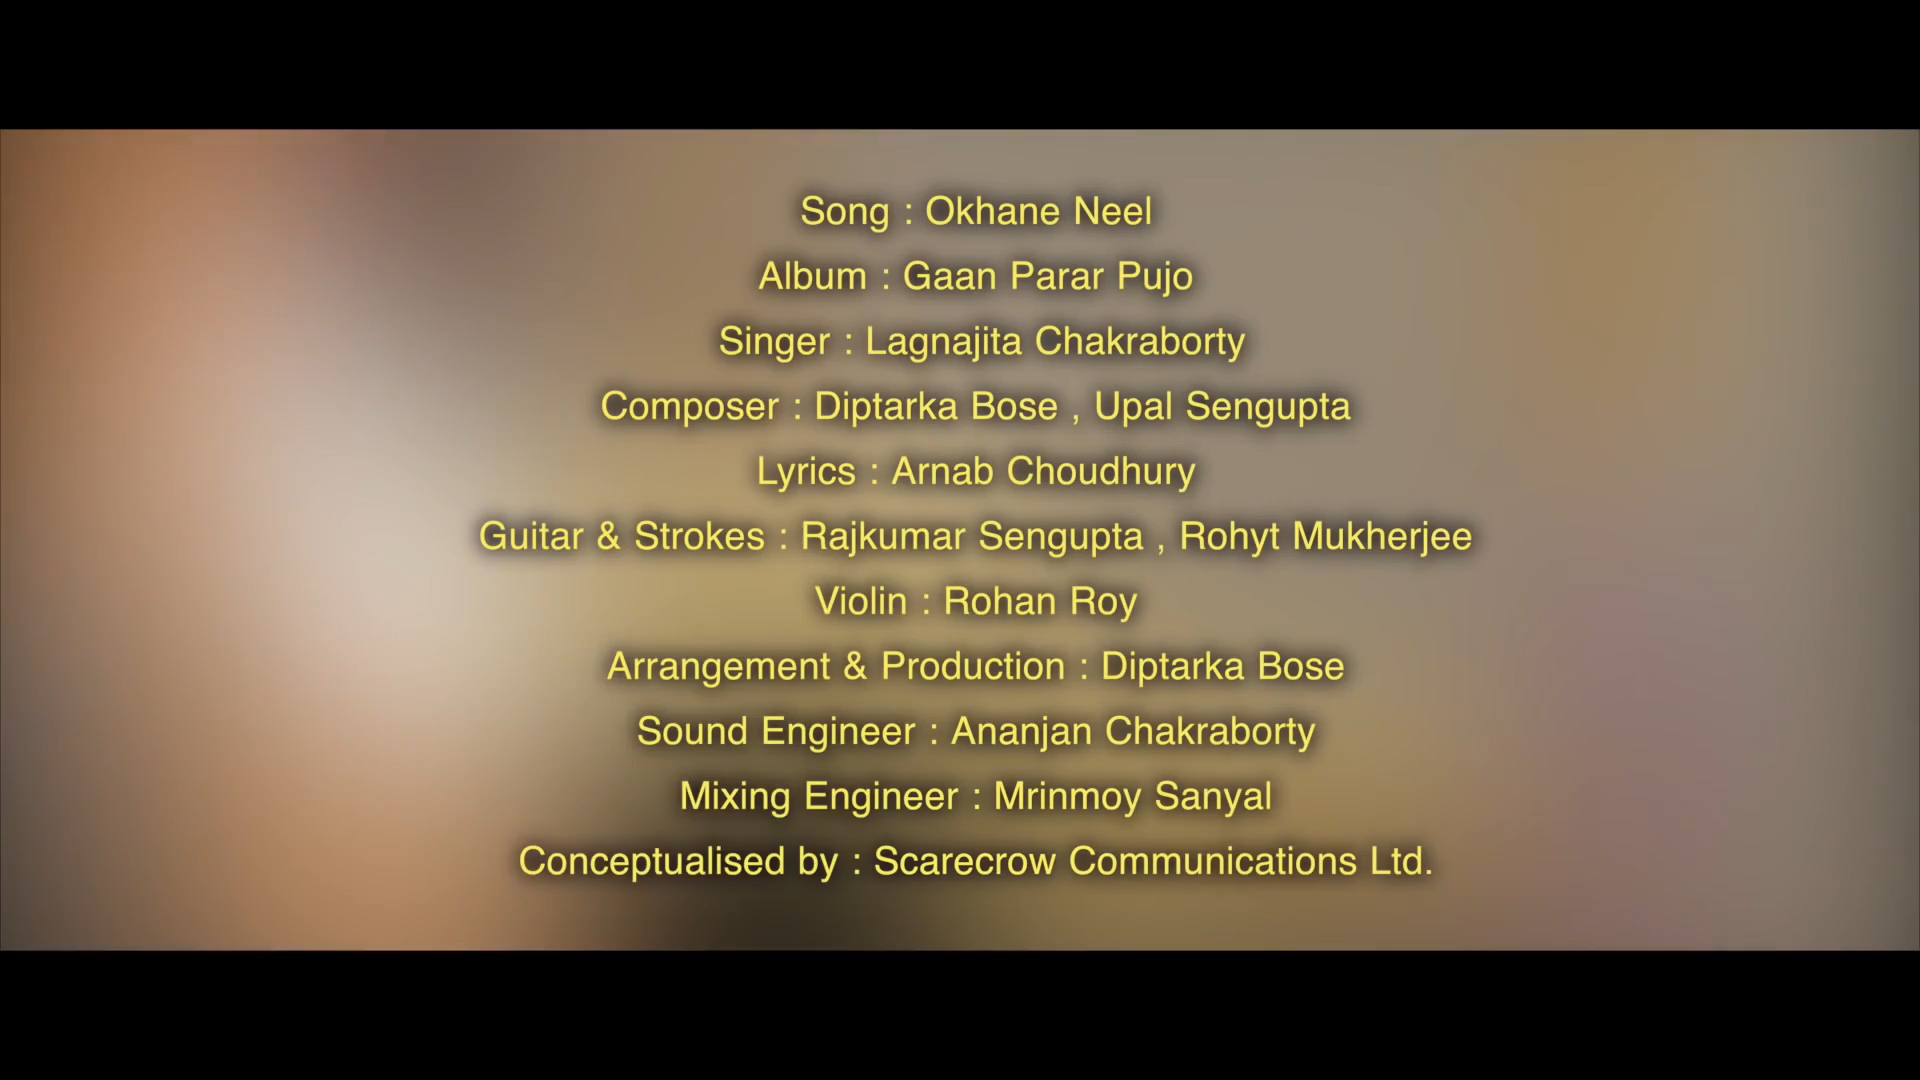 Song : Okhane Neel
Album : Gaan Parar Pujo
Singer : Lagnajita Chakraborty
Composer : Diptarka Bose , Upal Sengupta
Lyrics : Arnab Choudhury
Guitar & Strokes : Rajkumar Sengupta , Rohyt Mukherjee
Violin : Rohan Roy
Arrangement & Production : Diptarka Bose
Sound Engineer : Ananjan Chakraborty
Mixing Engineer : Mrinmoy Sanyal
Conceptualised by : Scarecrow Communications Ltd.